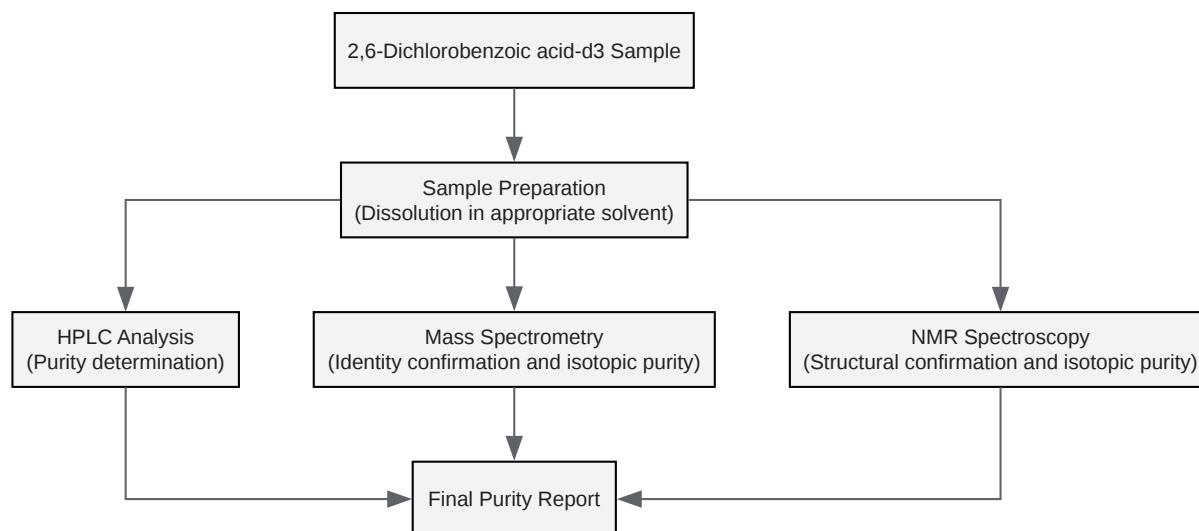 2,6-Dichlorobenzoic acid-d3 Sample
Sample Preparation
(Dissolution in appropriate solvent)
HPLC Analysis
(Purity determination)
Mass Spectrometry
(Identity confirmation and isotopic purity)
NMR Spectroscopy
(Structural confirmation and isotopic purity)
Final Purity Report